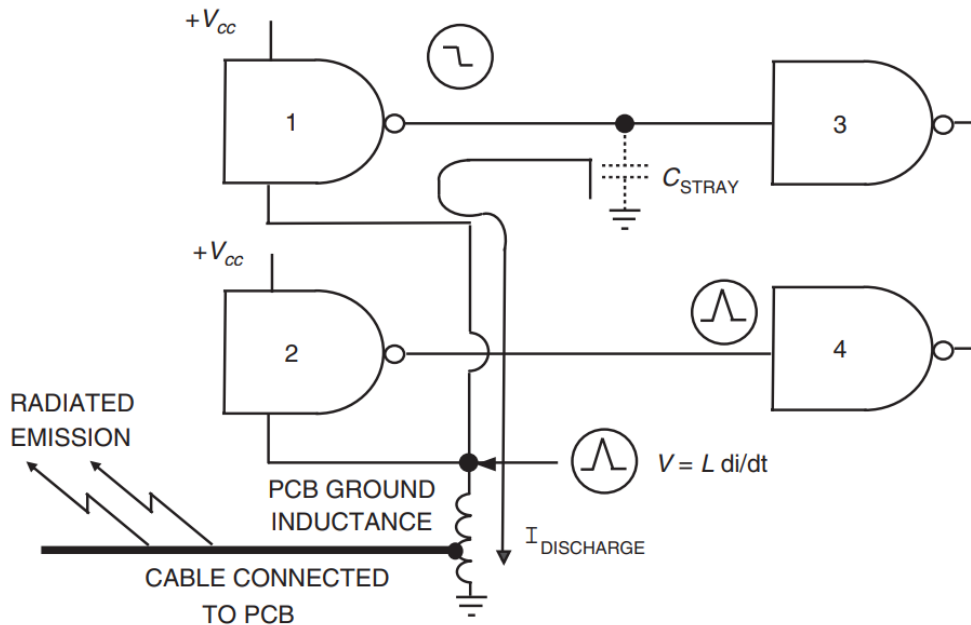 +Vcc
1
3
CSTRAY
+Vcc
2
4
RADIATED
EMISSION
PCB GROUND
INDUCTANCE
V = L di/dt
IDISCHARGE
CABLE CONNECTED
TO PCB